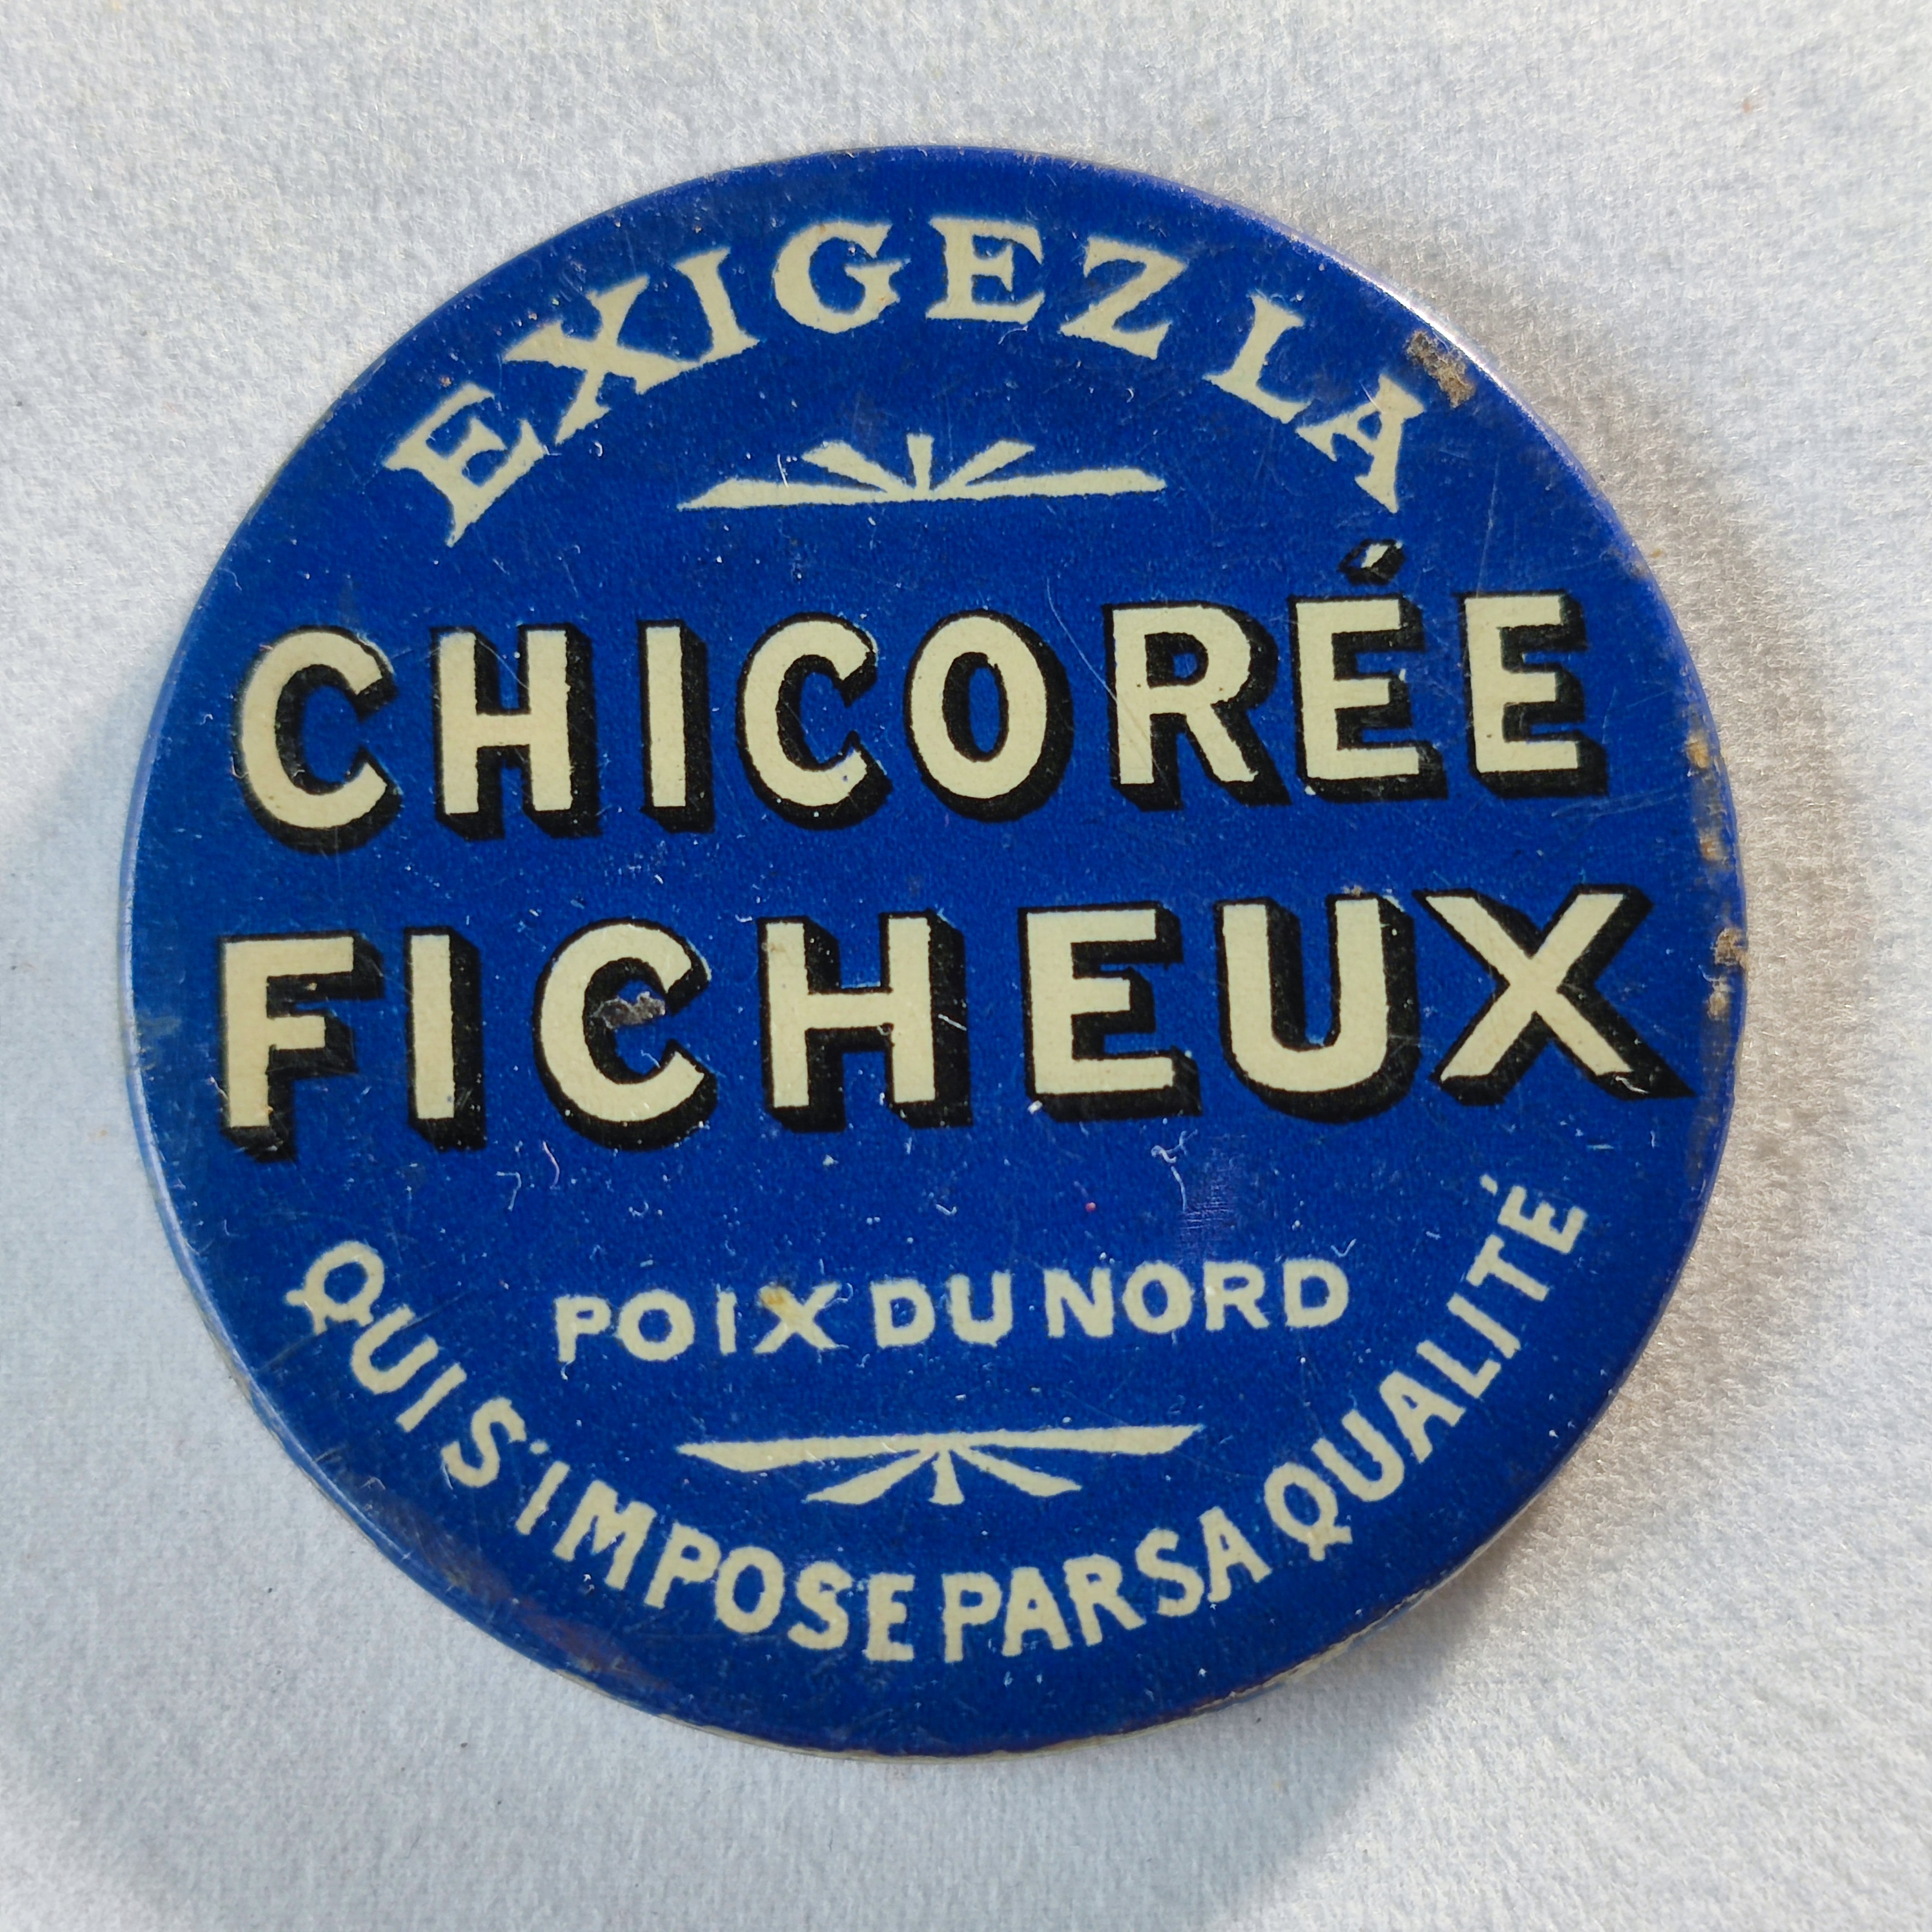 EXIGEZ LA
CHICORÉE
FICHEUX
POIX DU NORD
QUI S'IMPOSE PAR SA QUALITÉ